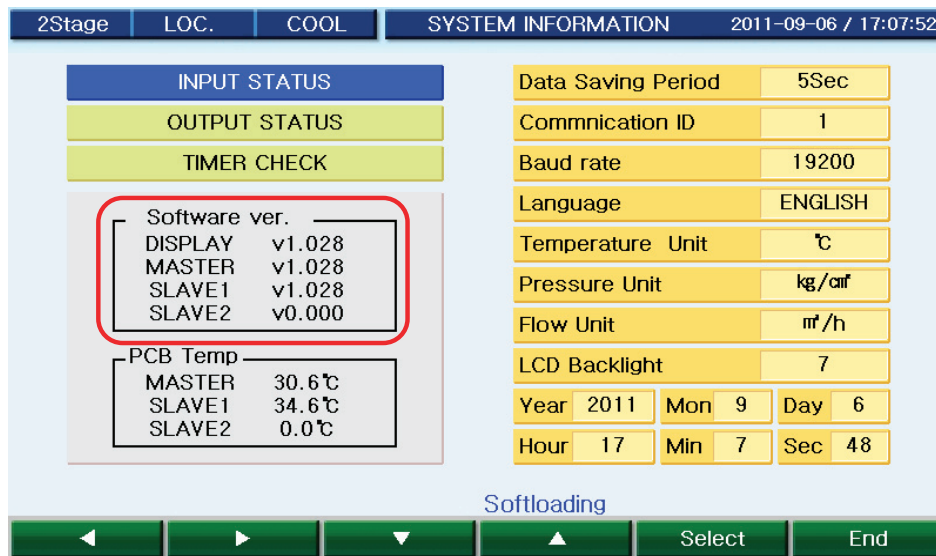 2Stage LOC. COOL SYSTEM INFORMATION 2011-09-06 / 17:07:52
INPUT STATUS
OUTPUT STATUS
TIMER CHECK
Software ver.
DISPLAY v1.028
MASTER v1.028
SLAVE1 v1.028
SLAVE2 v0.000
PCB Temp
MASTER 30.6℃
SLAVE1 34.6℃
SLAVE2 0.0℃
Data Saving Period 5Sec
Commnication ID 1
Baud rate 19200
Language ENGLISH
Temperature Unit ℃
Pressure Unit kg/㎠
Flow Unit ㎥/h
LCD Backlight 7
Year 2011 Mon 9 Day 6
Hour 17 Min 7 Sec 48
Softloading
◀ ▶ ▼ ▲ Select End